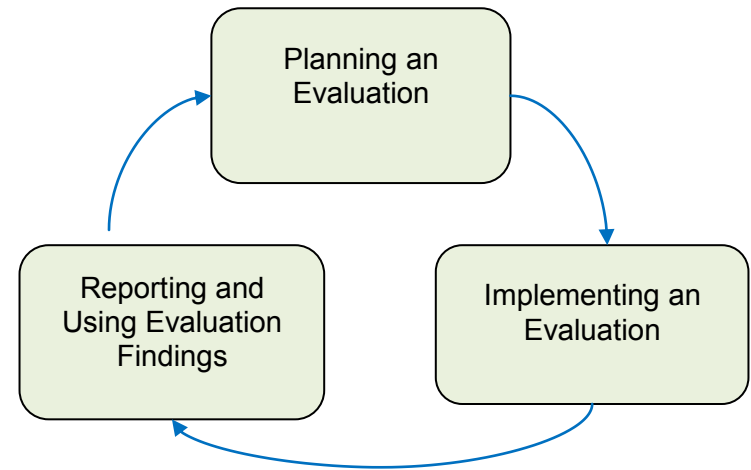 Planning an
Evaluation
Implementing an
Evaluation
Reporting and
Using Evaluation
Findings